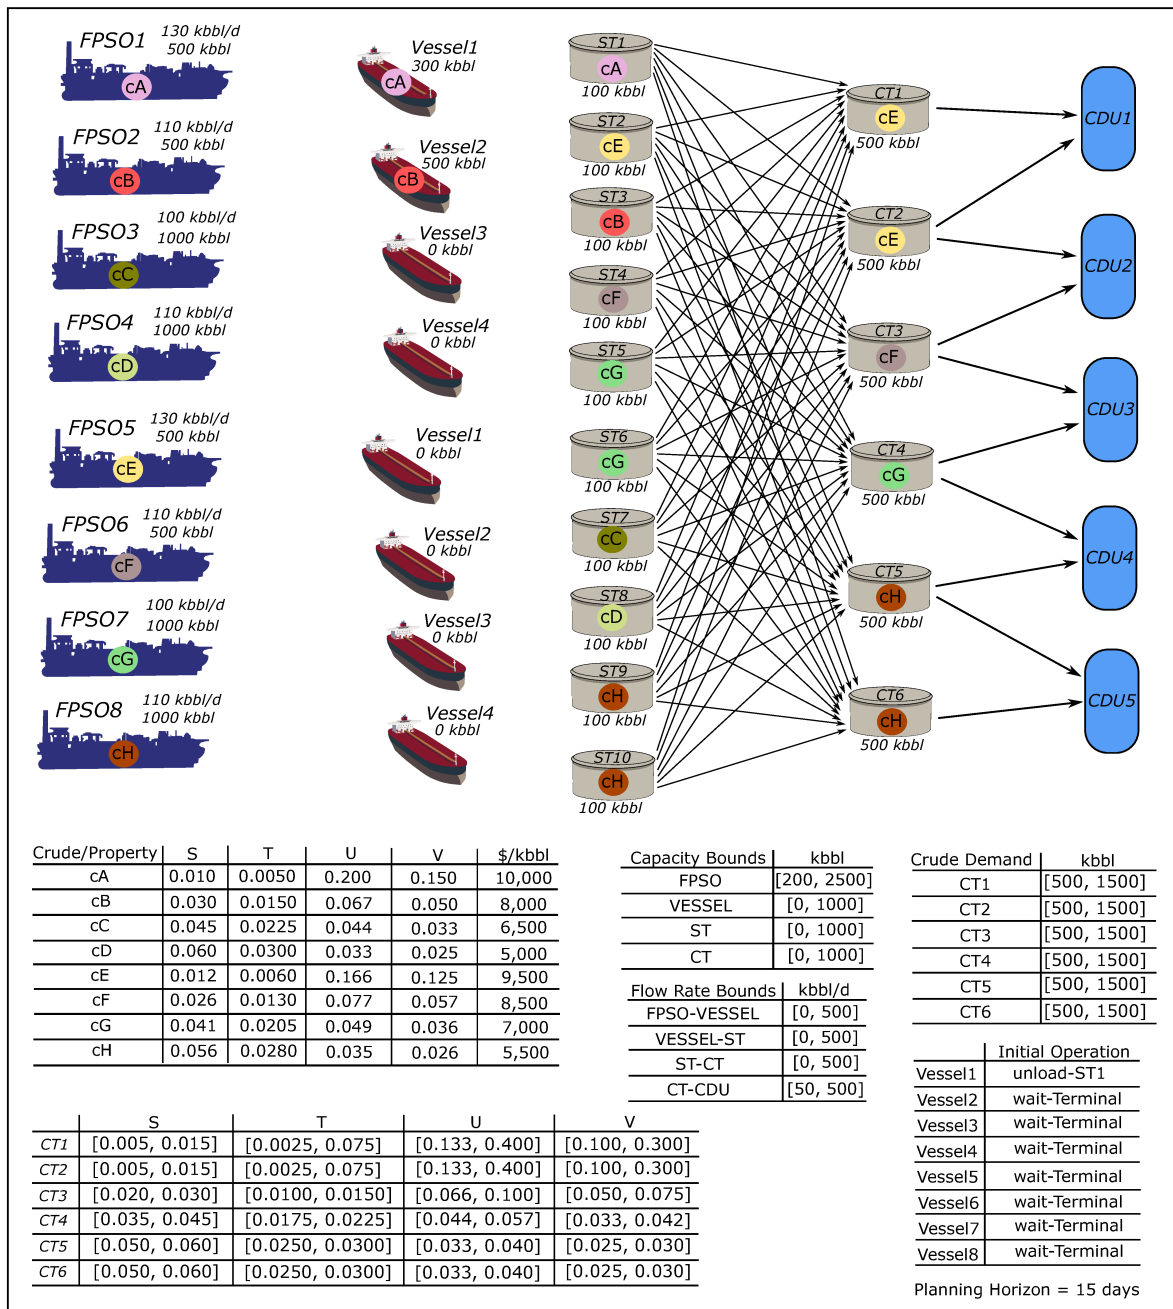 FPSO1
130 kbbl/d
500 kbbl
cA
FPSO2
110 kbbl/d
500 kbbl
cB
FPSO3
100 kbbl/d
1000 kbbl
cC
FPSO4
110 kbbl/d
1000 kbbl
cD
FPSO5
130 kbbl/d
500 kbbl
cE
FPSO6
110 kbbl/d
500 kbbl
cF
FPSO7
100 kbbl/d
1000 kbbl
cG
FPSO8
110 kbbl/d
1000 kbbl
cH
Vessel1
300 kbbl
cA
Vessel2
500 kbbl
cB
Vessel3
0 kbbl
Vessel4
0 kbbl
Vessel1
0 kbbl
Vessel2
0 kbbl
Vessel3
0 kbbl
Vessel4
0 kbbl
ST1
cA
100 kbbl
ST2
cE
100 kbbl
ST3
cB
100 kbbl
ST4
cF
100 kbbl
ST5
cG
100 kbbl
ST6
cG
100 kbbl
ST7
cC
100 kbbl
ST8
cD
100 kbbl
ST9
cH
100 kbbl
ST10
cH
100 kbbl
CT1
cE
500 kbbl
CT2
cE
500 kbbl
CT3
cF
500 kbbl
CT4
cG
500 kbbl
CT5
cH
500 kbbl
CT6
cH
500 kbbl
CDU1
CDU2
CDU3
CDU4
CDU5
Crude/Property S T U V $/kbbl
cA 0.010 0.0050 0.200 0.150 10,000
cB 0.030 0.0150 0.067 0.050 8,000
cC 0.045 0.0225 0.044 0.033 6,500
cD 0.060 0.0300 0.033 0.025 5,000
cE 0.012 0.0060 0.166 0.125 9,500
cF 0.026 0.0130 0.077 0.057 8,500
cG 0.041 0.0205 0.049 0.036 7,000
cH 0.056 0.0280 0.035 0.026 5,500
Capacity Bounds kbbl
FPSO [200, 2500]
VESSEL [0, 1000]
ST [0, 1000]
CT [0, 1000]
Flow Rate Bounds kbbl/d
FPSO-VESSEL [0, 500]
VESSEL-ST [0, 500]
ST-CT [0, 500]
CT-CDU [50, 500]
Crude Demand kbbl
CT1 [500, 1500]
CT2 [500, 1500]
CT3 [500, 1500]
CT4 [500, 1500]
CT5 [500, 1500]
CT6 [500, 1500]
Initial Operation
Vessel1 unload-ST1
Vessel2 wait-Terminal
Vessel3 wait-Terminal
Vessel4 wait-Terminal
Vessel5 wait-Terminal
Vessel6 wait-Terminal
Vessel7 wait-Terminal
Vessel8 wait-Terminal
S T U V
CT1 [0.005, 0.015] [0.0025, 0.075] [0.133, 0.400] [0.100, 0.300]
CT2 [0.005, 0.015] [0.0025, 0.075] [0.133, 0.400] [0.100, 0.300]
CT3 [0.020, 0.030] [0.0100, 0.0150] [0.066, 0.100] [0.050, 0.075]
CT4 [0.035, 0.045] [0.0175, 0.0225] [0.044, 0.057] [0.033, 0.042]
CT5 [0.050, 0.060] [0.0250, 0.0300] [0.033, 0.040] [0.025, 0.030]
CT6 [0.050, 0.060] [0.0250, 0.0300] [0.033, 0.040] [0.025, 0.030]
Planning Horizon = 15 days